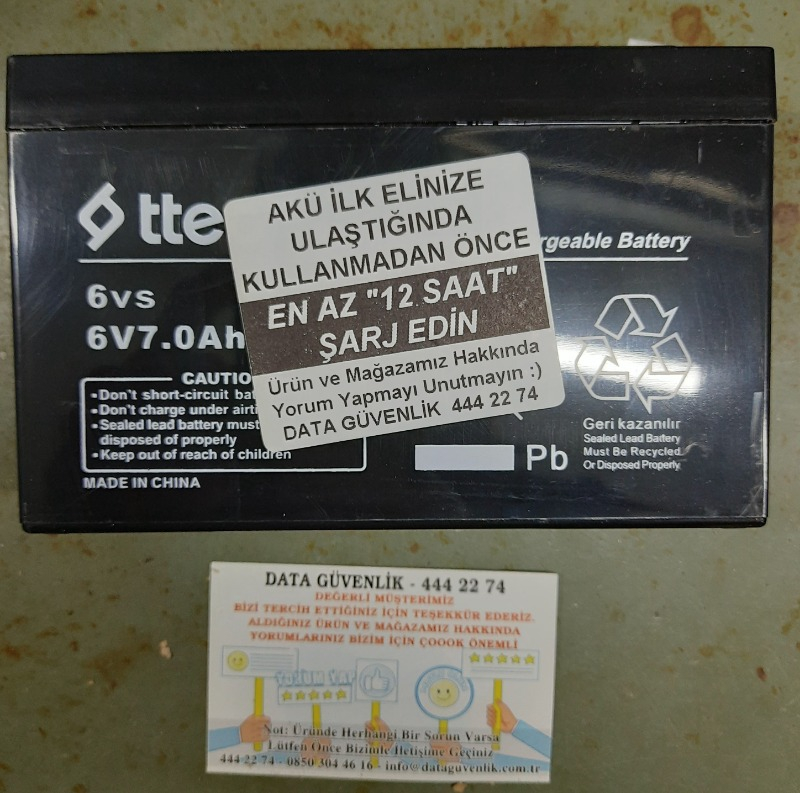 tte
rgeable Battery
6vs
6V7.0Ah
AKÜ İLK ELİNİZE
ULAŞTIĞINDA
KULLANMADAN ÖNCE
EN AZ "12 SAAT"
ŞARJ EDİN
Ürün ve Mağazamız Hakkında
Yorum Yapmayı Unutmayın :)
DATA GÜVENLİK 444 22 74
CAUTIO
•Don't short-circuit bat
•Don't charge under airti
•Sealed lead battery must
disposed of properly
•Keep out of reach of children
MADE IN CHINA
Pb
Geri kazanılır
Sealed Lead Battery
Must Be Recycled
Or Disposed Properly
DATA GÜVENLİK - 444 22 74
DEĞERLİ MÜŞTERİMİZ
BİZİ TERCİH ETTİĞİNİZ İÇİN TEŞEKKÜR EDERİZ.
ALDIĞINIZ ÜRÜN VE MAĞAZAMIZ HAKKINDA
YORUMLARINIZ BİZİM İÇİN ÇOOOK ÖNEMLİ
YORUM YAP
Not: Üründe Herhangi Bir Sorun Varsa
Lütfen Önce Bizimle İletişime Geçiniz
444 22 74 - 0850 304 46 16 - info@dataguvenlik.com.tr